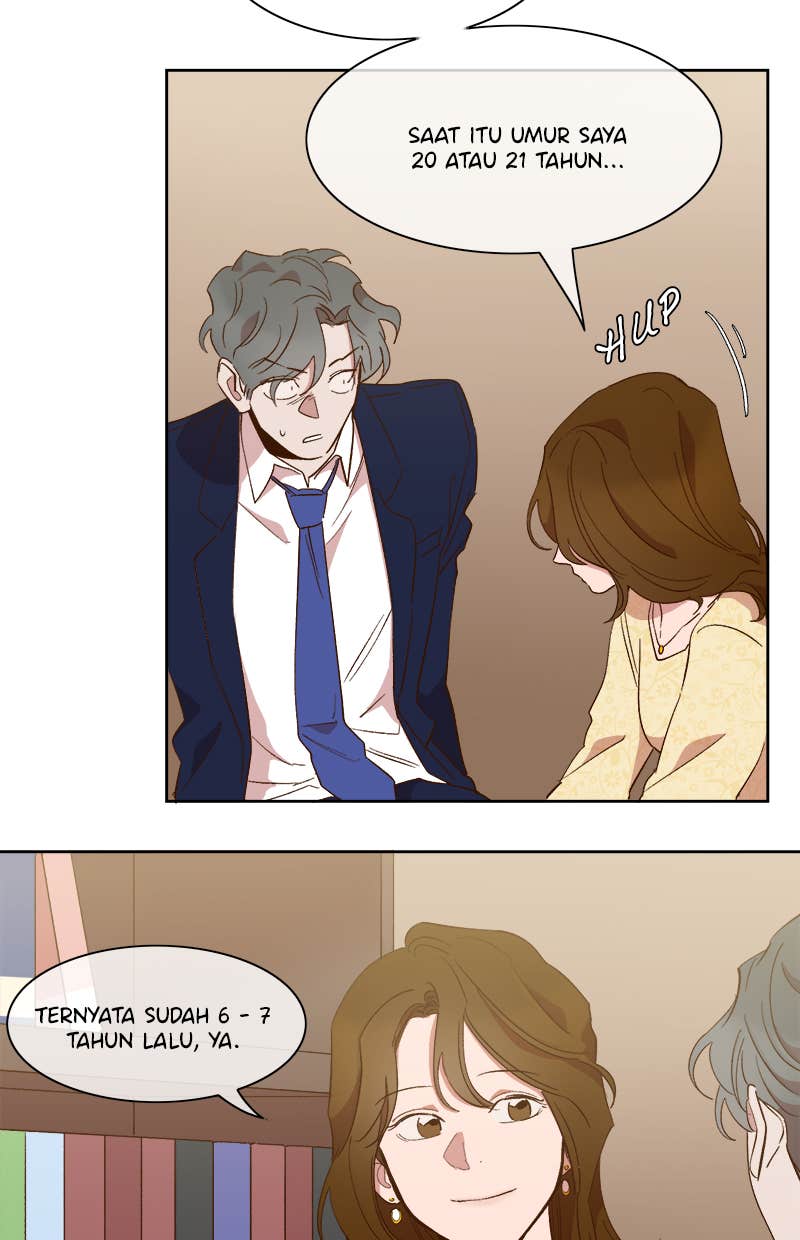 SAAT ITU UMUR SAYA
20 ATAU 21 TAHUN...
HUP
TERNYATA SUDAH 6 - 7
TAHUN LALU, YA.